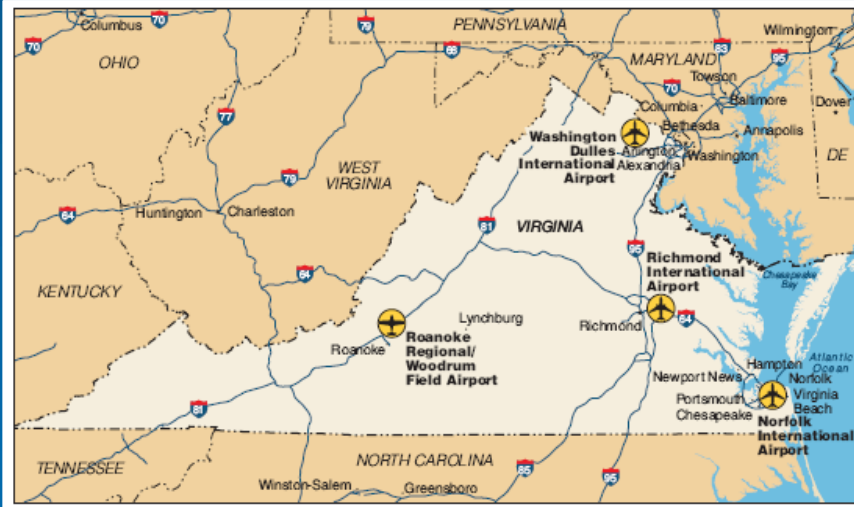 Columbus
70
79
PENNSYLVANIA
Wilmington
70
68
83
95
OHIO
MARYLAND
Towson
70
Columbia
Baltimore
Dover
77
Washington
Dulles
International
Airport
Bethesda
Annapolis
Arlington
Alexandria
Washington
DE
WEST
VIRGINIA
79
64
Huntington
Charleston
81
VIRGINIA
95
Richmond
International
Airport
Chesapeake
Bay
64
KENTUCKY
Lynchburg
Richmond
64
Roanoke
Roanoke
Regional/
Woodrum
Field Airport
Hampton
Atlantic
Ocean
Newport News
Norfolk
Virginia
Beach
Portsmouth
Chesapeake
81
Norfolk
International
Airport
TENNESSEE
NORTH CAROLINA
85
95
Winston-Salem
Greensboro